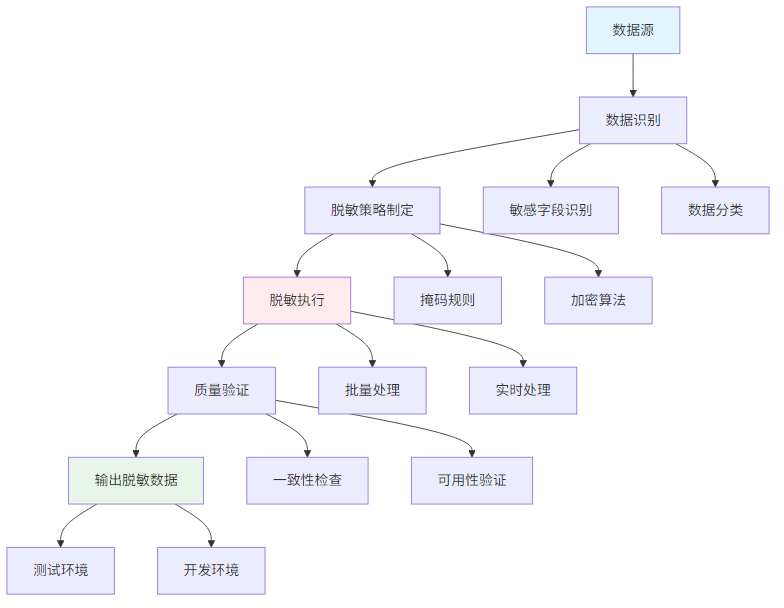 数据源
数据识别
脱敏策略制定
敏感字段识别
数据分类
脱敏执行
掩码规则
加密算法
质量验证
批量处理
实时处理
输出脱敏数据
一致性检查
可用性验证
测试环境
开发环境